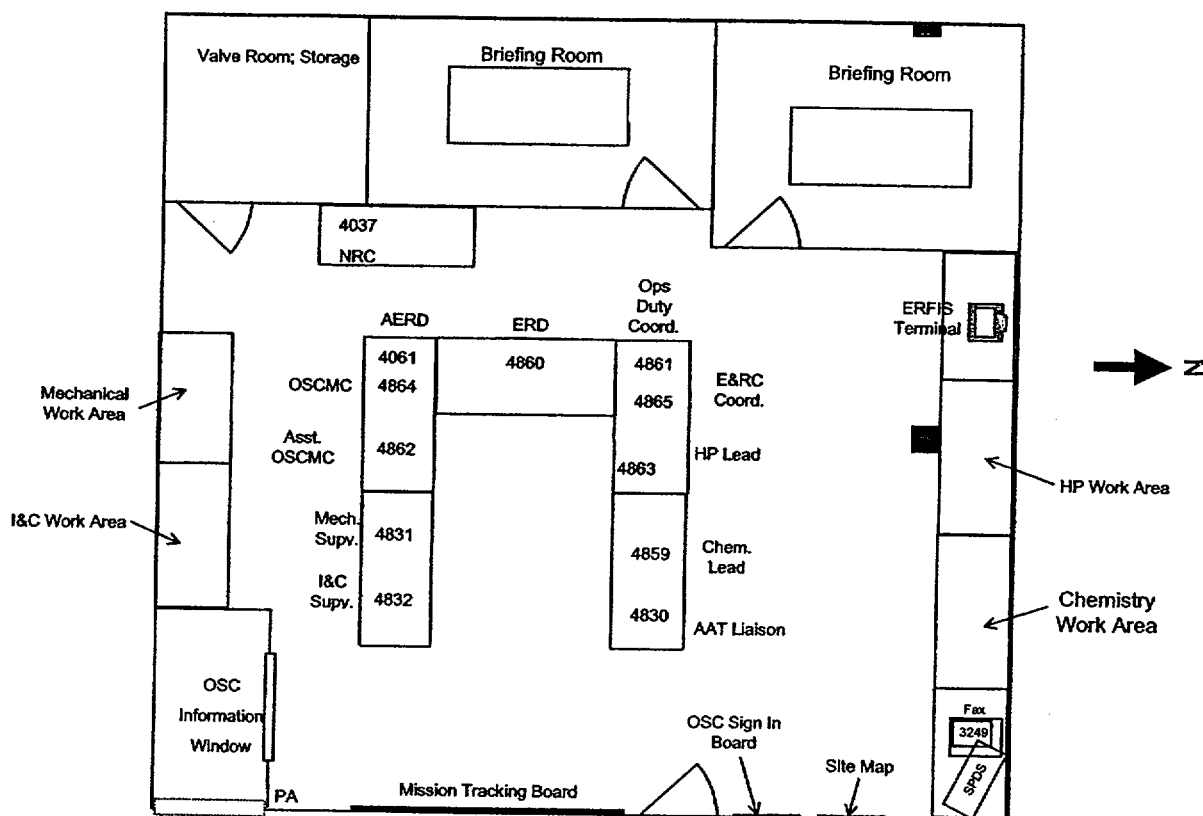 Valve Room; Storage
Briefing Room
Briefing Room
4037
NRC
Ops
Duty
Coord.
AERD
ERD
ERFIS
Terminal
4061
4860
4861
N
OSCMC
4864
4865
E&RC
Coord.
Mechanical
Work Area
Asst.
OSCMC
4862
4863
HP Lead
HP Work Area
I&C Work Area
Mech.
Supv.
4831
4859
Chem.
Lead
I&C
Supv.
4832
4830
AAT Liaison
Chemistry
Work Area
OSC
Information
Window
OSC Sign In
Board
Fax
3249
SPDS
Site Map
PA
Mission Tracking Board